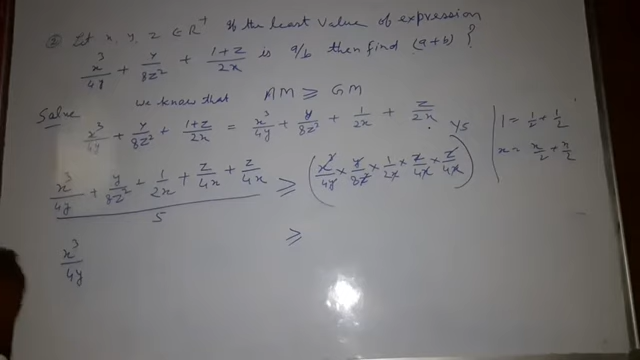 ② Let x, y, z ∈ R⁺ If the least value of expression
x³/4y + y/8z² + (1+z)/2x is a/b then find (a+b) ?
Solve we know that AM ⩾ GM
x³/4y + y/8z² + (1+z)/2x = x³/4y + y/8z² + 1/2x + z/2x.
(x³/4y + y/8z² + 1/2x + z/4x + z/4x)/5 ⩾ (x³/4y × y/8z² × 1/2x × z/4x × z/4x)^1/5
x³/4y ⩾
1 = 1/2 + 1/2
x = x/2 + x/2